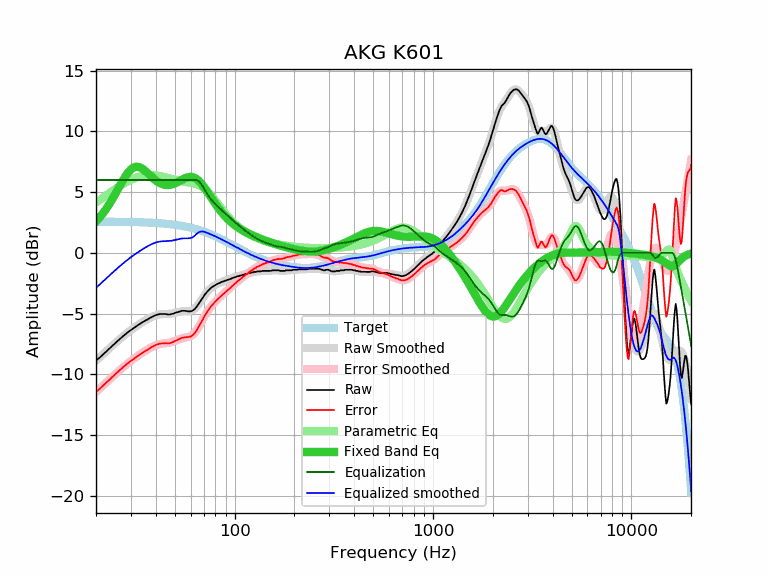 AKG K601
15
10
5
0
−5
−10
−15
−20
Amplitude (dBr)
Target
Raw Smoothed
Error Smoothed
Raw
Error
Parametric Eq
Fixed Band Eq
Equalization
Equalized smoothed
100
1000
10000
Frequency (Hz)